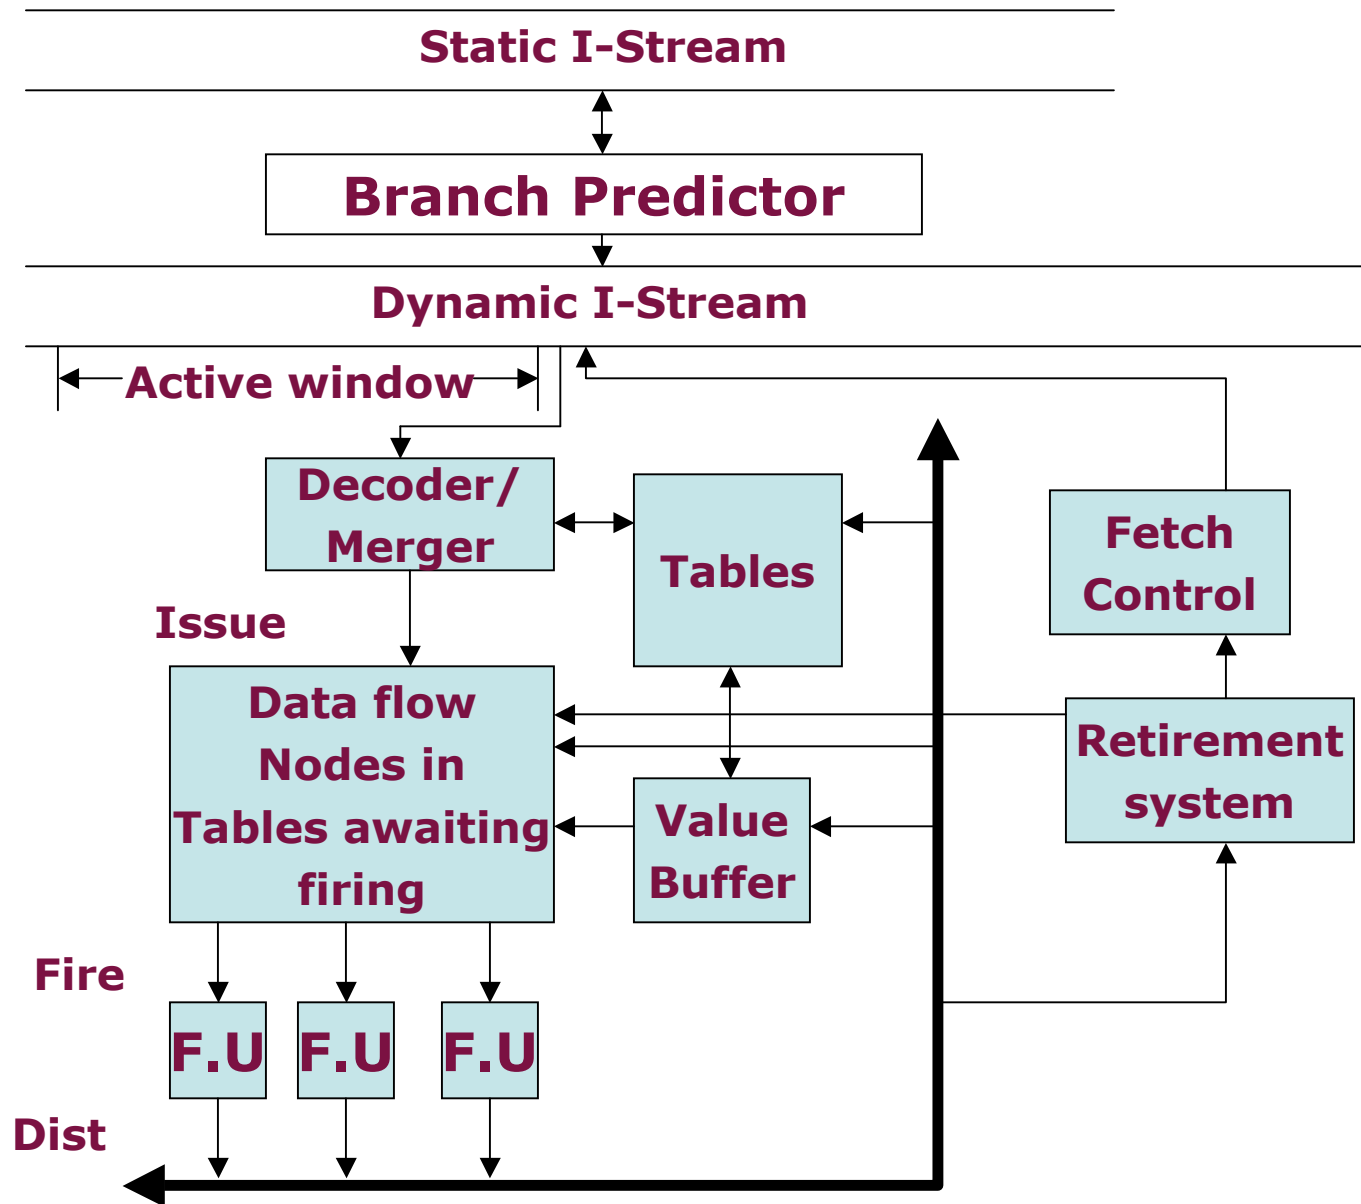 Static I-Stream
Branch Predictor
Dynamic I-Stream
Active window
Decoder/
Merger
Tables
Fetch
Control
Issue
Data flow
Nodes in
Tables awaiting
firing
Value
Buffer
Retirement
system
Fire
F.U
F.U
F.U
Dist